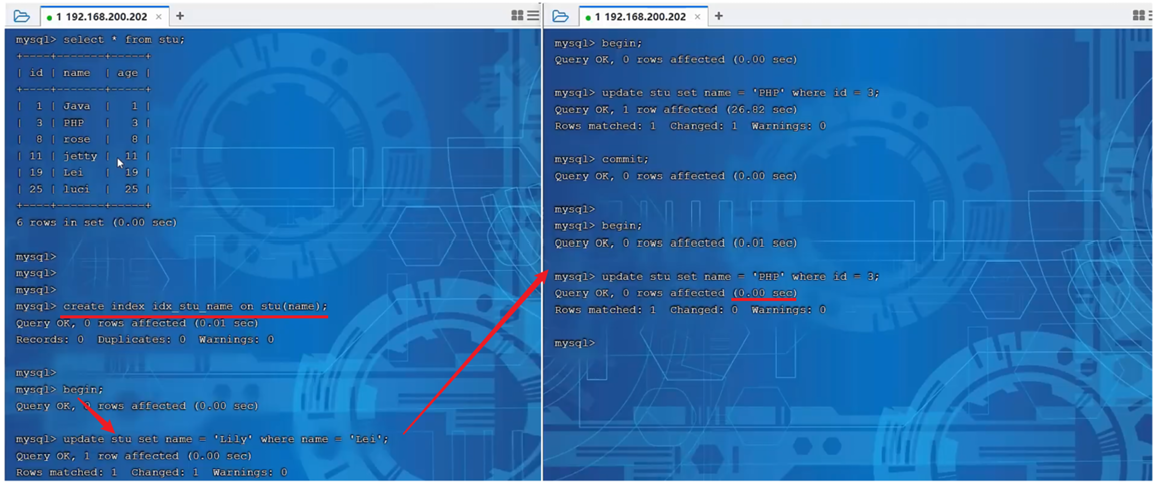 1 192.168.200.202 × +
mysql> select * from stu;
+----+-------+-----+
| id | name | age |
+----+-------+-----+
| 1 | Java | 1 |
| 3 | PHP | 3 |
| 8 | rose | 8 |
| 11 | jetty | 11 |
| 19 | Lei | 19 |
| 25 | luci | 25 |
+----+-------+-----+
6 rows in set (0.00 sec)
mysql>
mysql>
mysql>
mysql> create index idx_stu_name on stu(name);
Query OK, 0 rows affected (0.01 sec)
Records: 0 Duplicates: 0 Warnings: 0
mysql>
mysql> begin;
Query OK, 0 rows affected (0.00 sec)
mysql> update stu set name = 'Lily' where name = 'Lei';
Query OK, 1 row affected (0.00 sec)
Rows matched: 1 Changed: 1 Warnings: 0
1 192.168.200.202 × +
mysql> begin;
Query OK, 0 rows affected (0.00 sec)
mysql> update stu set name = 'PHP' where id = 3;
Query OK, 1 row affected (26.82 sec)
Rows matched: 1 Changed: 1 Warnings: 0
mysql> commit;
Query OK, 0 rows affected (0.00 sec)
mysql>
mysql> begin;
Query OK, 0 rows affected (0.01 sec)
mysql> update stu set name = 'PHP' where id = 3;
Query OK, 0 rows affected (0.00 sec)
Rows matched: 1 Changed: 0 Warnings: 0
mysql>